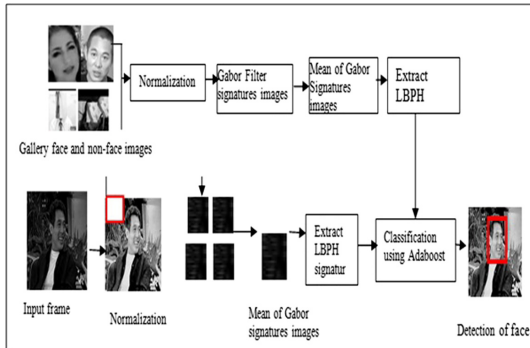 Normalization
Gabor Filter
signatures images
Mean of Gabor
Signatures
images
Extract
LBPH
Gallery face and non-face images
Extract
LBPH
signatur
Classification
using Adaboost
Input frame
Normalization
Mean of Gabor
signatures images
Detection of face